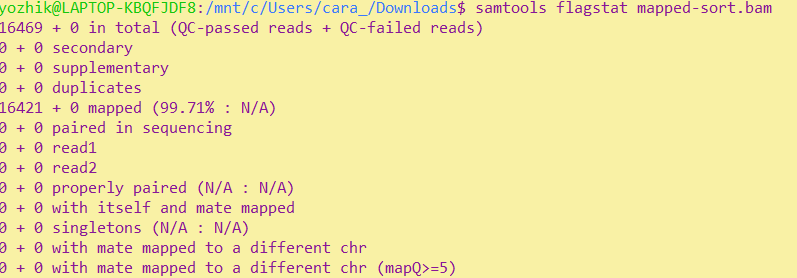 yozhik@LAPTOP-KBQFJDF8:/mnt/c/Users/cara_/Downloads$ samtools flagstat mapped-sort.bam
16469 + 0 in total (QC-passed reads + QC-failed reads)
0 + 0 secondary
0 + 0 supplementary
0 + 0 duplicates
16421 + 0 mapped (99.71% : N/A)
0 + 0 paired in sequencing
0 + 0 read1
0 + 0 read2
0 + 0 properly paired (N/A : N/A)
0 + 0 with itself and mate mapped
0 + 0 singletons (N/A : N/A)
0 + 0 with mate mapped to a different chr
0 + 0 with mate mapped to a different chr (mapQ>=5)